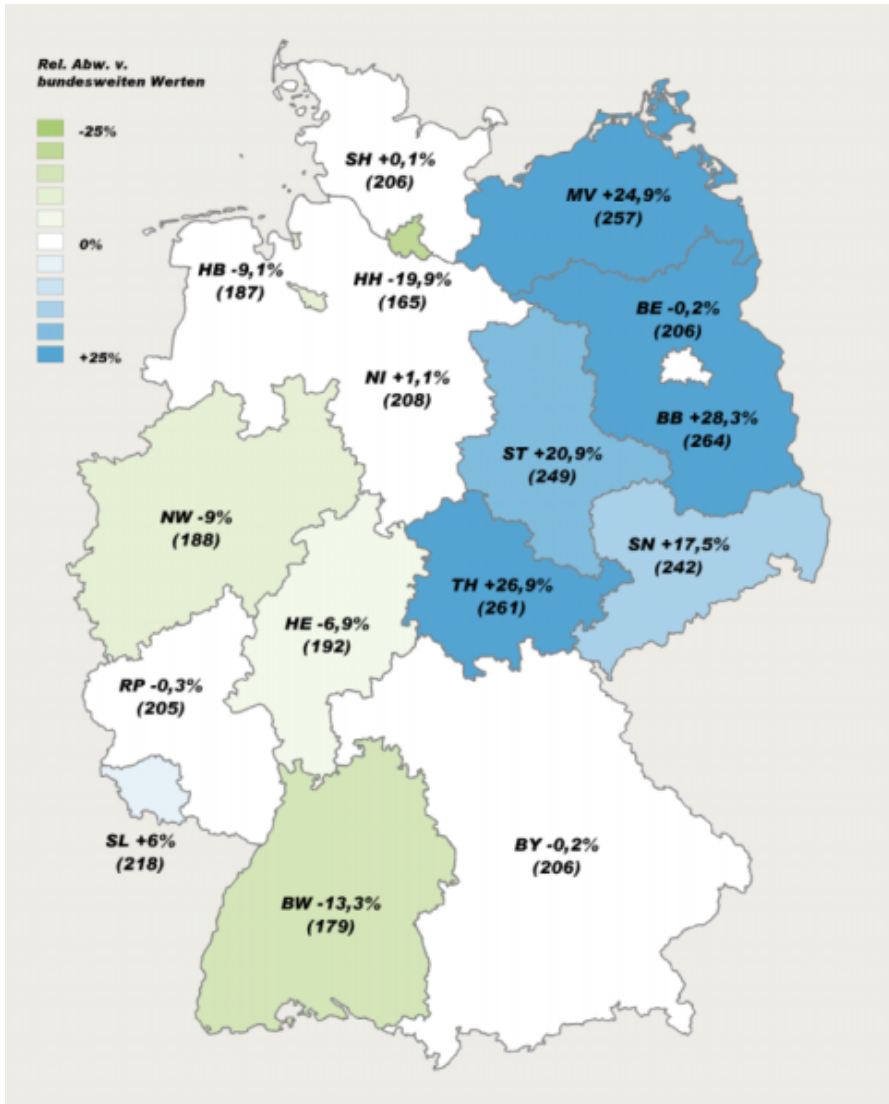 Rel. Abw. v.
bundesweiten Werten
-25%
0%
+25%
SH +0,1%
(206)
MV +24,9%
(257)
HB -9,1%
(187)
HH -19,9%
(165)
BE -0,2%
(206)
NI +1,1%
(208)
BB +28,3%
(264)
ST +20,9%
(249)
NW -9%
(188)
SN +17,5%
(242)
TH +26,9%
(261)
HE -6,9%
(192)
RP -0,3%
(205)
SL +6%
(218)
BY -0,2%
(206)
BW -13,3%
(179)